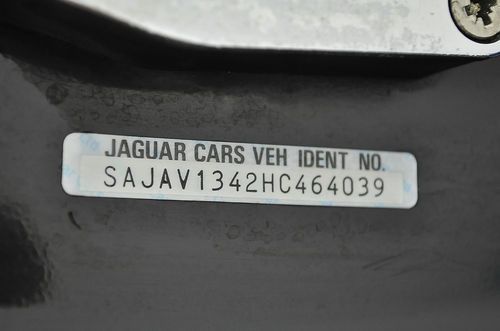 JAGUAR CARS VEH IDENT NO.
SAJAV1342HC464039